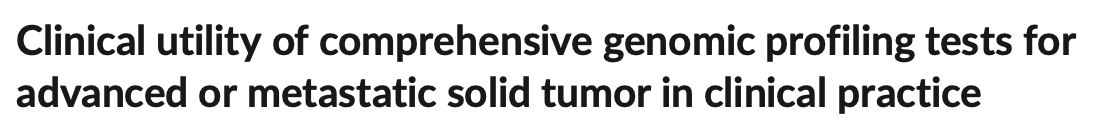 Clinical utility of comprehensive genomic profiling tests for
advanced or metastatic solid tumor in clinical practice